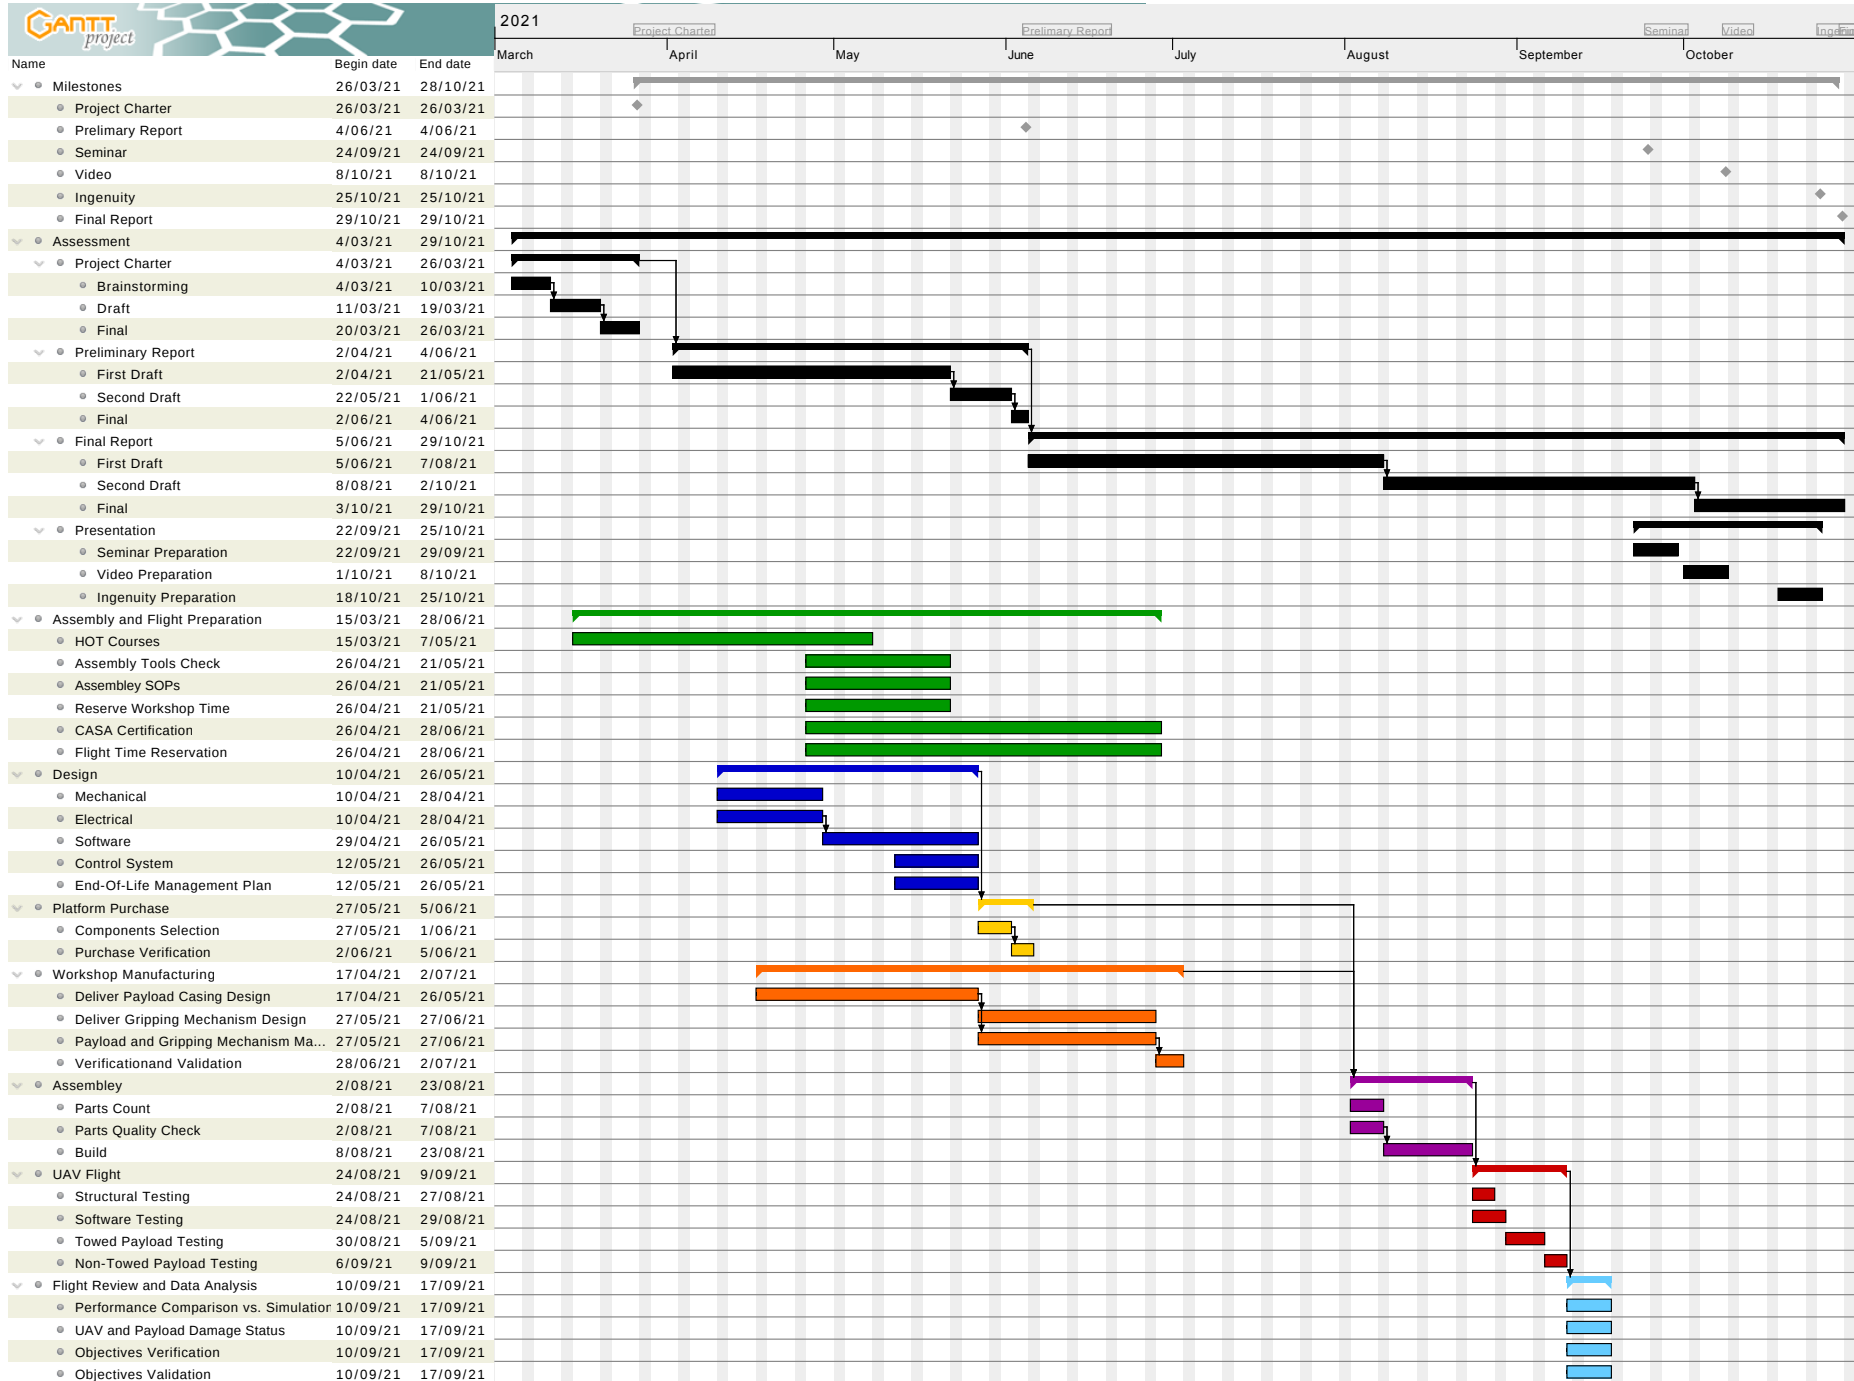 GANTT
project
2021
Project Charter Prelimary Report Seminar Video
March April May June July August September October
Name Begin date End date
Milestones 26/03/21 28/10/21
Project Charter 26/03/21 26/03/21
Prelimary Report 4/06/21 4/06/21
Seminar 24/09/21 24/09/21
Video 8/10/21 8/10/21
Ingenuity 25/10/21 25/10/21
Final Report 29/10/21 29/10/21
Assessment 4/03/21 29/10/21
Project Charter 4/03/21 26/03/21
Brainstorming 4/03/21 10/03/21
Draft 11/03/21 19/03/21
Final 20/03/21 26/03/21
Preliminary Report 2/04/21 4/06/21
First Draft 2/04/21 21/05/21
Second Draft 22/05/21 1/06/21
Final 2/06/21 4/06/21
Final Report 5/06/21 29/10/21
First Draft 5/06/21 7/08/21
Second Draft 8/08/21 2/10/21
Final 3/10/21 29/10/21
Presentation 22/09/21 25/10/21
Seminar Preparation 22/09/21 29/09/21
Video Preparation 1/10/21 8/10/21
Ingenuity Preparation 18/10/21 25/10/21
Assembly and Flight Preparation 15/03/21 28/06/21
HOT Courses 15/03/21 7/05/21
Assembly Tools Check 26/04/21 21/05/21
Assembley SOPs 26/04/21 21/05/21
Reserve Workshop Time 26/04/21 21/05/21
CASA Certification 26/04/21 28/06/21
Flight Time Reservation 26/04/21 28/06/21
Design 10/04/21 26/05/21
Mechanical 10/04/21 28/04/21
Electrical 10/04/21 28/04/21
Software 29/04/21 26/05/21
Control System 12/05/21 26/05/21
End-Of-Life Management Plan 12/05/21 26/05/21
Platform Purchase 27/05/21 5/06/21
Components Selection 27/05/21 1/06/21
Purchase Verification 2/06/21 5/06/21
Workshop Manufacturing 17/04/21 2/07/21
Deliver Payload Casing Design 17/04/21 26/05/21
Deliver Gripping Mechanism Design 27/05/21 27/06/21
Payload and Gripping Mechanism Ma... 27/05/21 27/06/21
Verificationand Validation 28/06/21 2/07/21
Assembley 2/08/21 23/08/21
Parts Count 2/08/21 7/08/21
Parts Quality Check 2/08/21 7/08/21
Build 8/08/21 23/08/21
UAV Flight 24/08/21 9/09/21
Structural Testing 24/08/21 27/08/21
Software Testing 24/08/21 29/08/21
Towed Payload Testing 30/08/21 5/09/21
Non-Towed Payload Testing 6/09/21 9/09/21
Flight Review and Data Analysis 10/09/21 17/09/21
Performance Comparison vs. Simulation 10/09/21 17/09/21
UAV and Payload Damage Status 10/09/21 17/09/21
Objectives Verification 10/09/21 17/09/21
Objectives Validation 10/09/21 17/09/21